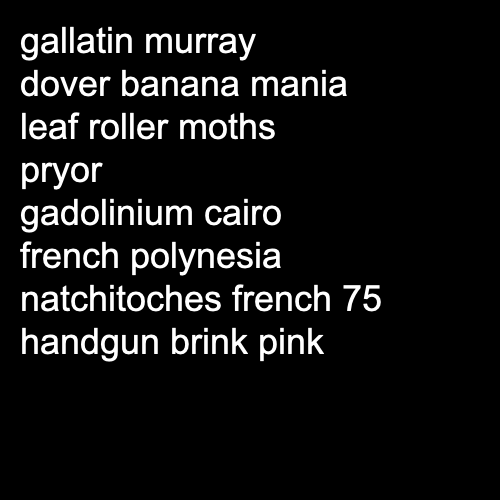 gallatin murray
dover banana mania
leaf roller moths
pryor
gadolinium cairo
french polynesia
natchitoches french 75
handgun brink pink